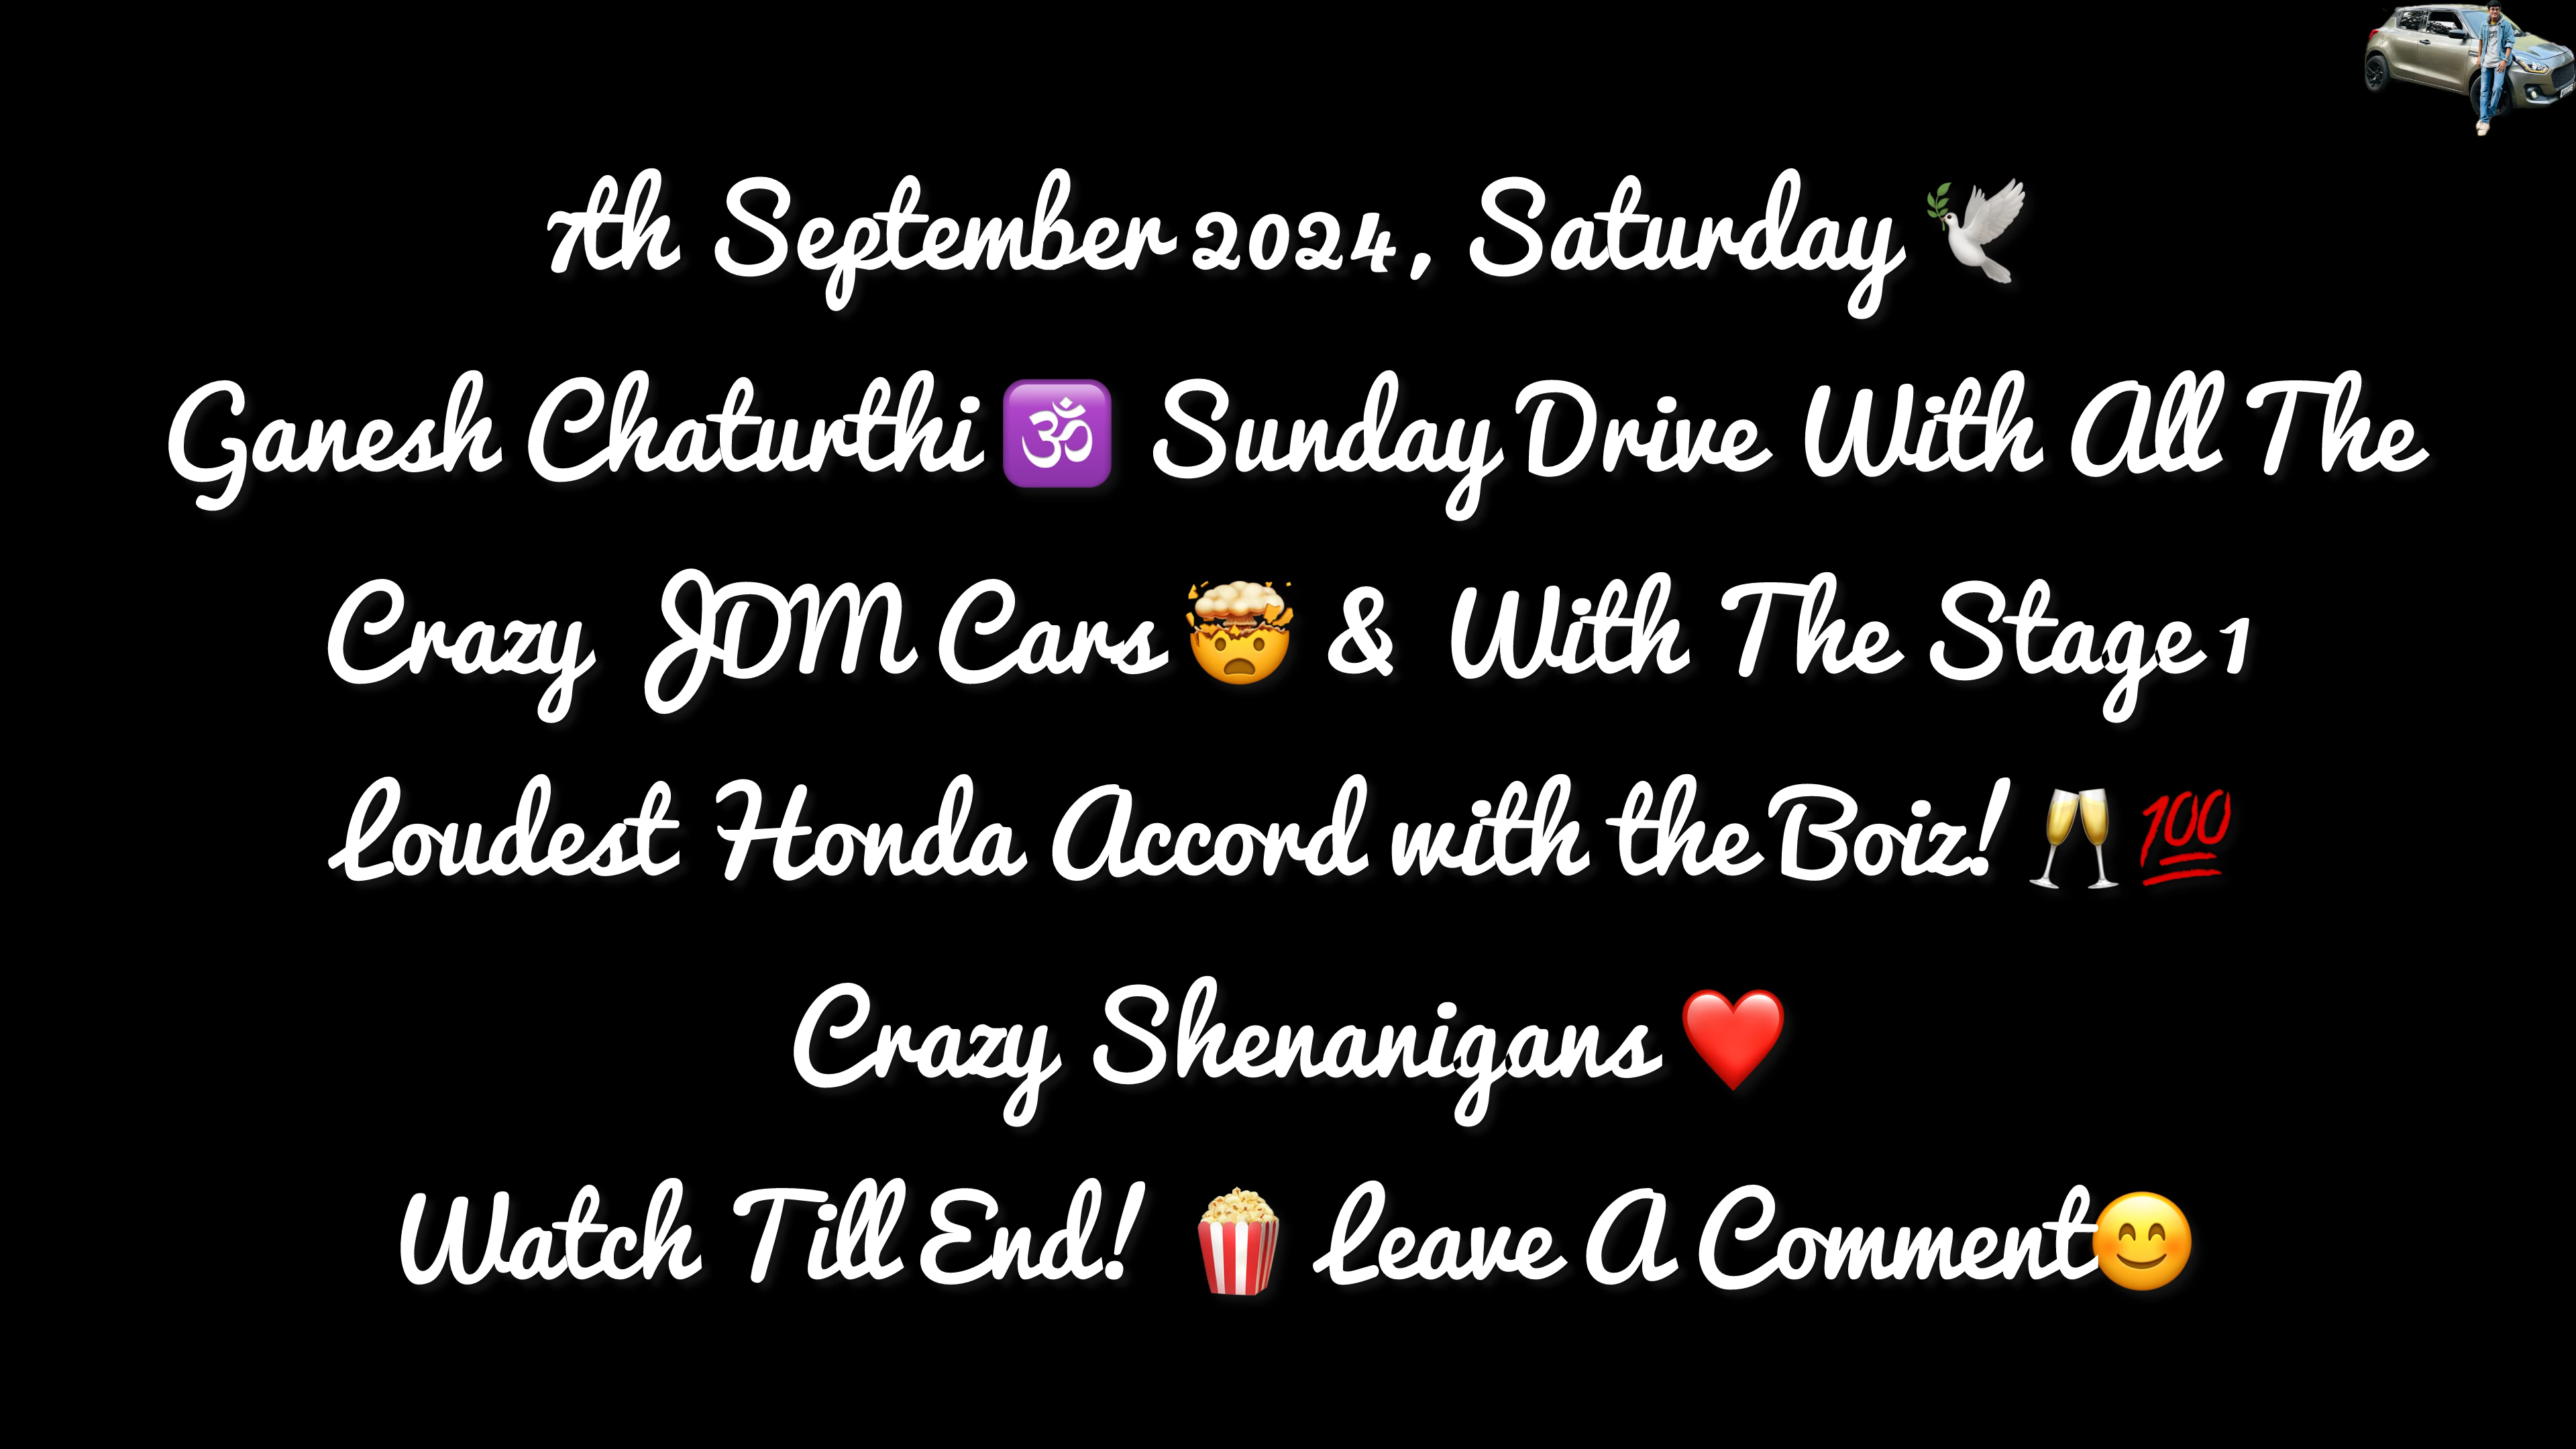 7th September 2024, Saturday 🕊️
Ganesh Chaturthi 🕉️ Sunday Drive With All The
Crazy JDM Cars 🤯 & With The Stage 1
Loudest Honda Accord with the Boiz! 🥂 💯
Crazy Shenanigans ❤️
Watch Till End! 🍿 Leave A Comment😊